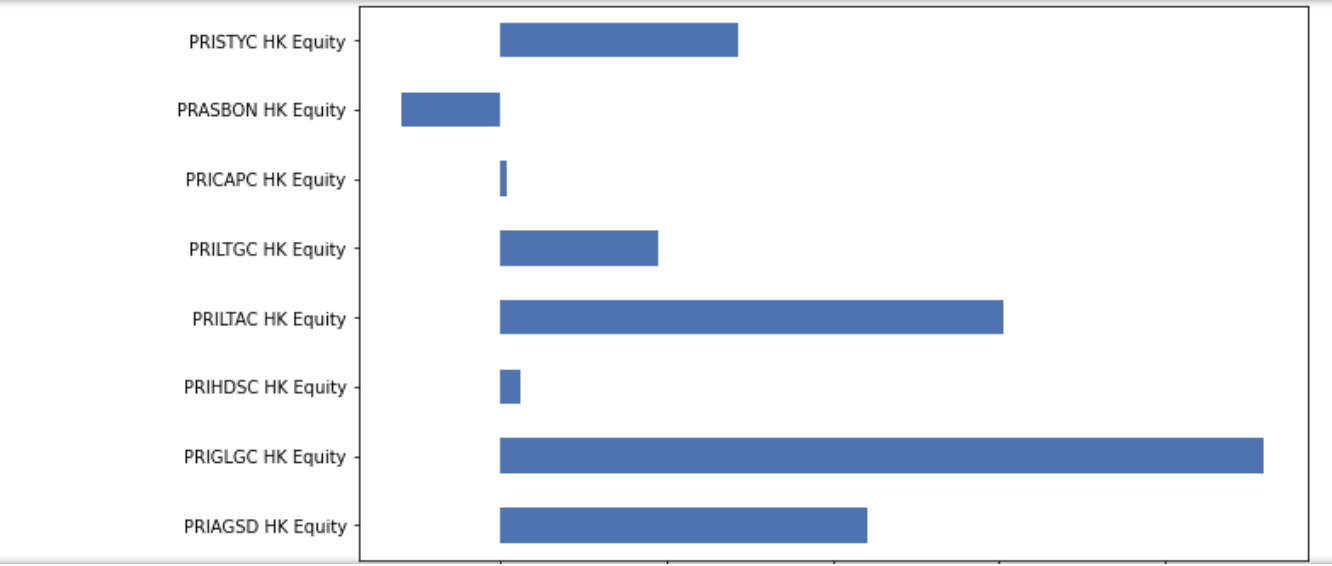 PRISTYC HK Equity
PRASBON HK Equity
PRICAPC HK Equity
PRILTGC HK Equity
PRILTAC HK Equity
PRIHDSC HK Equity
PRIGLGC HK Equity
PRIAGSD HK Equity